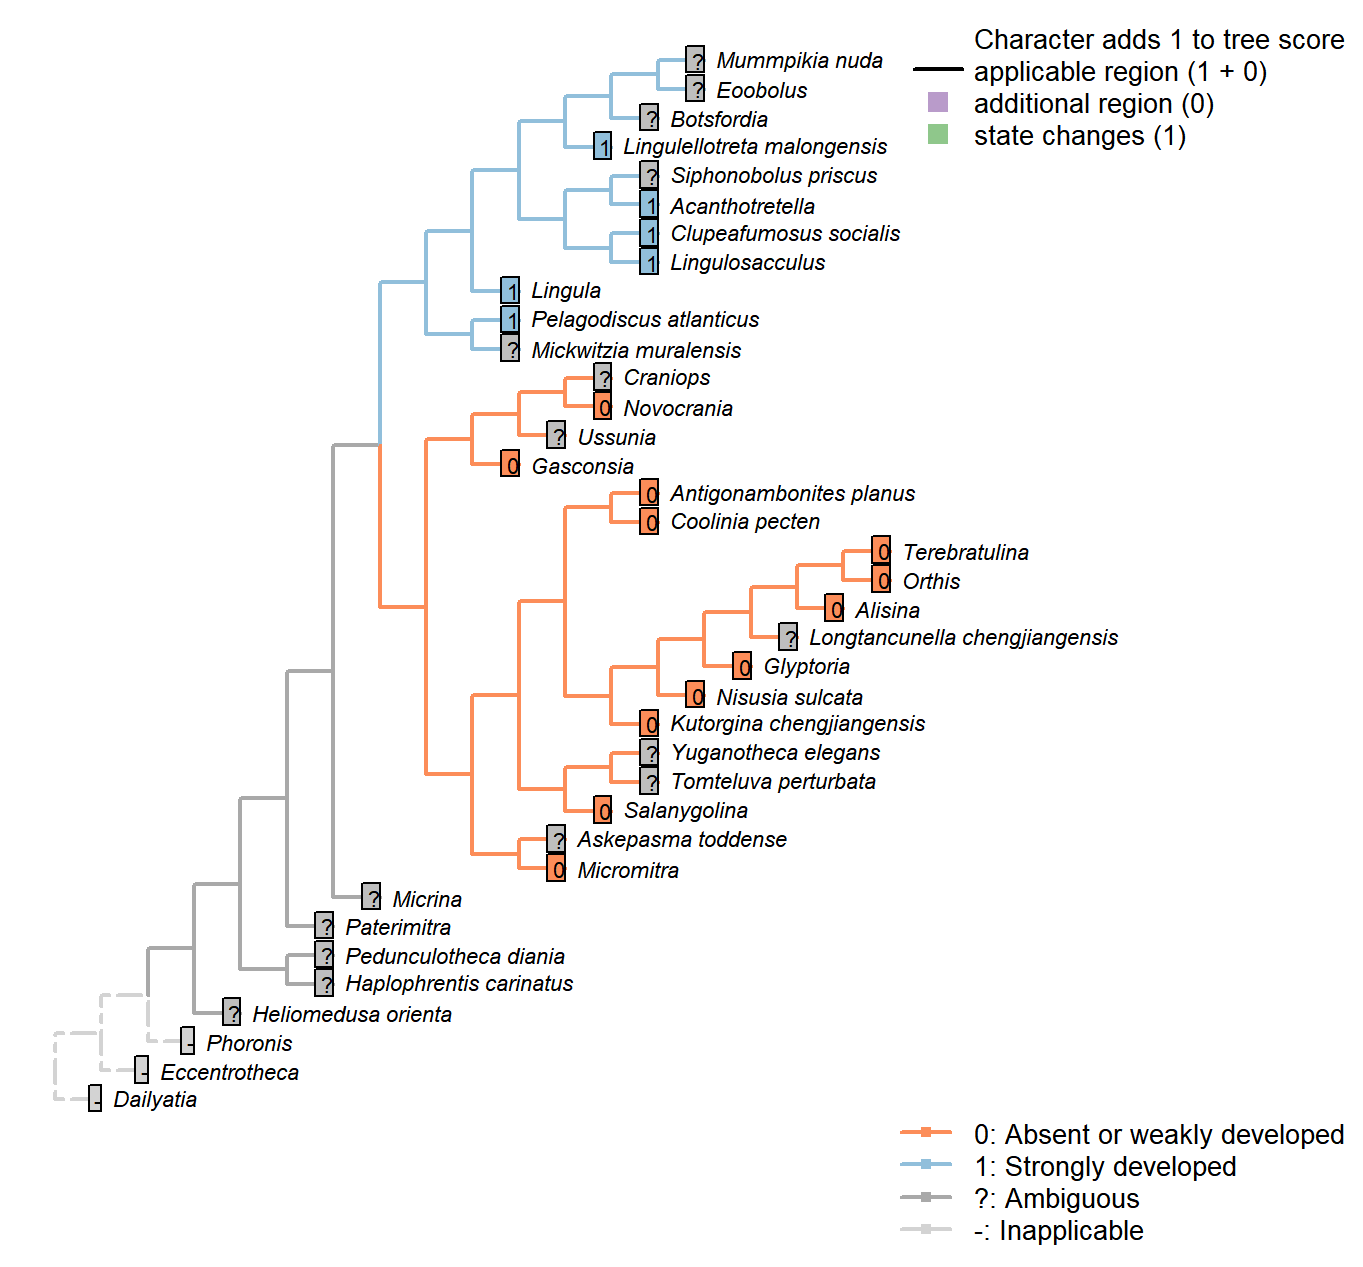 Character adds 1 to tree score
applicable region (1 + 0)
additional region (0)
state changes (1)
? Mummpikia nuda
? Eoobolus
? Botsfordia
1 Lingulellotreta malongensis
? Siphonobolus priscus
1 Acanthotretella
1 Clupeafumosus socialis
1 Lingulosacculus
1 Lingula
1 Pelagodiscus atlanticus
? Mickwitzia muralensis
? Craniops
0 Novocrania
? Ussunia
0 Gasconsia
0 Antigonambonites planus
0 Coolinia pecten
0 Terebratulina
0 Orthis
0 Alisina
? Longtancunella chengjiangensis
0 Glyptoria
0 Nisusia sulcata
0 Kutorgina chengjiangensis
? Yuganotheca elegans
? Tomteluva perturbata
0 Salanygolina
? Askepasma toddense
0 Micromitra
? Micrina
? Paterimitra
? Pedunculotheca diania
? Haplophrentis carinatus
? Heliomedusa orienta
- Phoronis
- Eccentrotheca
- Dailyatia
0: Absent or weakly developed
1: Strongly developed
?: Ambiguous
-: Inapplicable